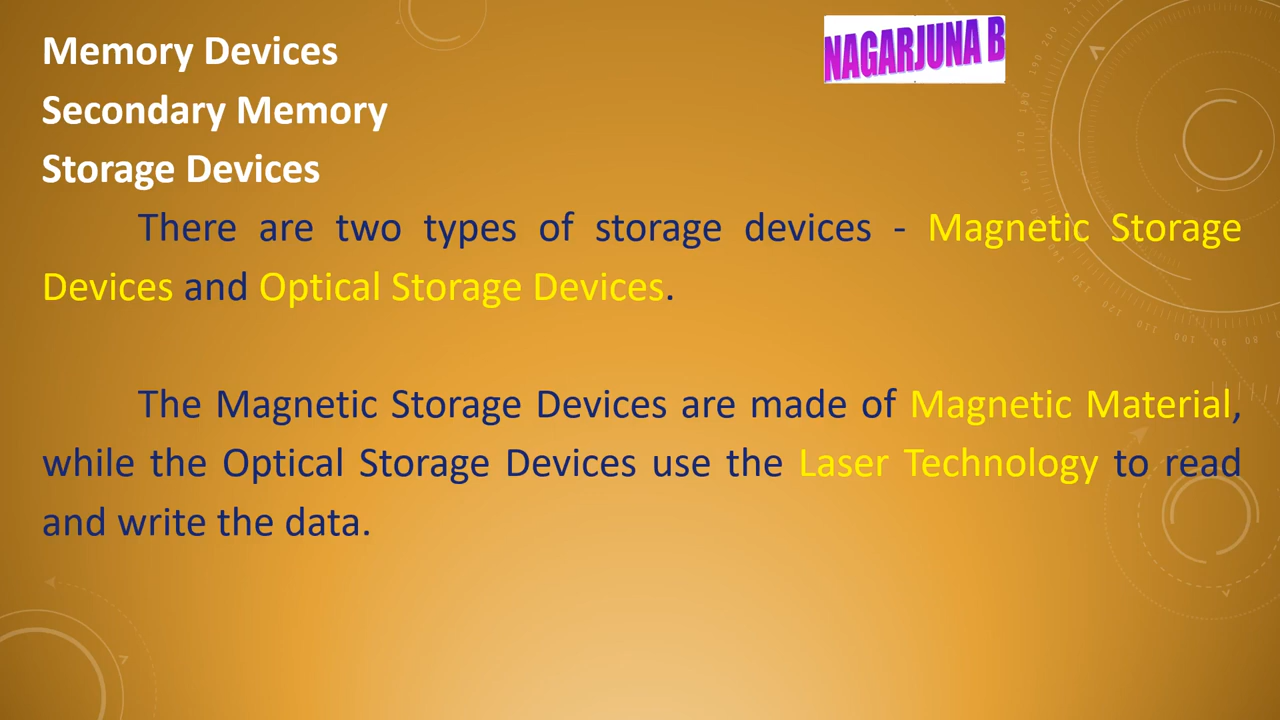 Memory Devices
NAGARJUNA B
Secondary Memory
Storage Devices
There are two types of storage devices - Magnetic Storage
Devices and Optical Storage Devices.
The Magnetic Storage Devices are made of Magnetic Material,
while the Optical Storage Devices use the Laser Technology to read
and write the data.